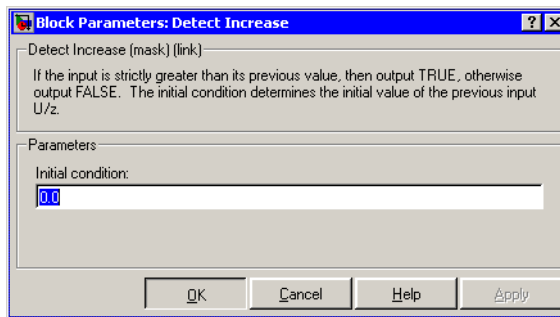 Block Parameters: Detect Increase
Detect Increase (mask) (link)
If the input is strictly greater than its previous value, then output TRUE, otherwise
output FALSE. The initial condition determines the initial value of the previous input
U/z.
Parameters
Initial condition:
0.0
OK Cancel Help Apply